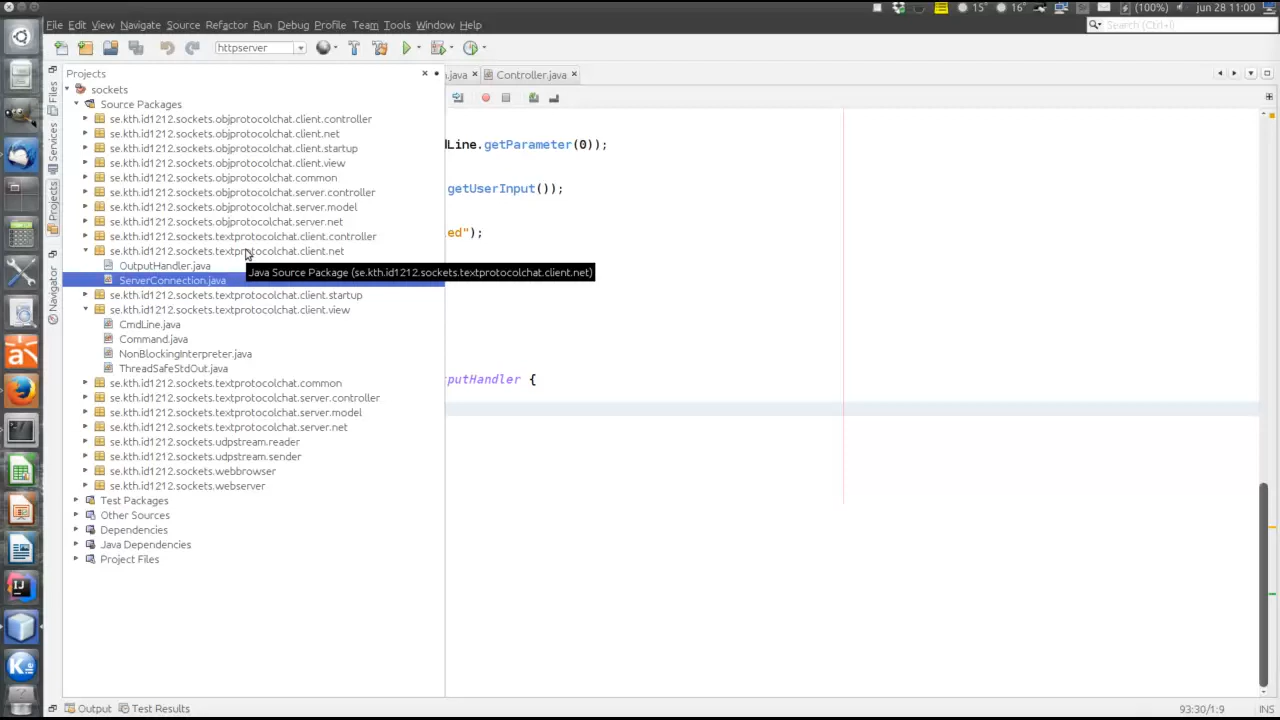 jun 28 11:00
15° 16° (100%)
File Edit View Navigate Source Refactor Run Debug Profile Team Tools Window Help
Search (Ctrl+I)
httpserver
Projects
.java Controller.java
sockets
Source Packages
se.kth.id1212.sockets.objprotocolchat.client.controller
se.kth.id1212.sockets.objprotocolchat.client.net
se.kth.id1212.sockets.objprotocolchat.client.startup
se.kth.id1212.sockets.objprotocolchat.client.view
se.kth.id1212.sockets.objprotocolchat.common
se.kth.id1212.sockets.objprotocolchat.server.controller
se.kth.id1212.sockets.objprotocolchat.server.model
se.kth.id1212.sockets.objprotocolchat.server.net
se.kth.id1212.sockets.textprotocolchat.client.controller
se.kth.id1212.sockets.textprotocolchat.client.net
OutputHandler.java
ServerConnection.java
Java Source Package (se.kth.id1212.sockets.textprotocolchat.client.net)
se.kth.id1212.sockets.textprotocolchat.client.startup
se.kth.id1212.sockets.textprotocolchat.client.view
CmdLine.java
Command.java
NonBlockingInterpreter.java
ThreadSafeStdOut.java
se.kth.id1212.sockets.textprotocolchat.common
se.kth.id1212.sockets.textprotocolchat.server.controller
se.kth.id1212.sockets.textprotocolchat.server.model
se.kth.id1212.sockets.textprotocolchat.server.net
se.kth.id1212.sockets.udpstream.reader
se.kth.id1212.sockets.udpstream.sender
se.kth.id1212.sockets.webbrowser
se.kth.id1212.sockets.webserver
Test Packages
Other Sources
Dependencies
Java Dependencies
Project Files
Files
Services
Projects
Navigator
Line.getParameter(0));
getUserInput());
ed");
putHandler {
Output Test Results
93:30/1:9 INS